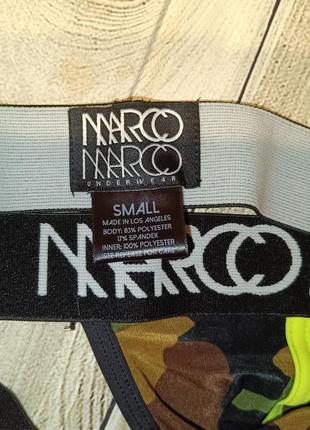 MARCO
MARCO
UNDERWEAR
SMALL
MADE IN LOS ANGELES
BODY: 83% POLYESTER
17% SPANDEX
INNER: 100% POLYESTER
SEE REVERSE FOR CARE
MARCO